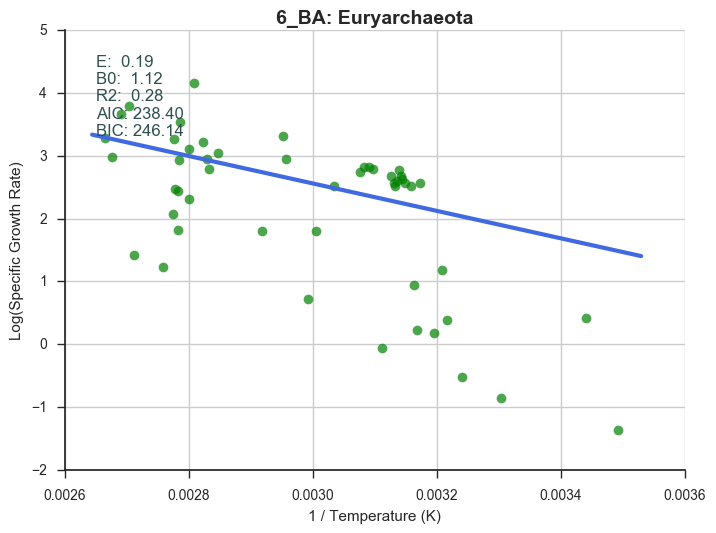 6_BA: Euryarchaeota
5
4
3
2
1
0
−1
−2
E:  0.19
B0:  1.12
R2:  0.28
AIC: 238.40
BIC: 246.14
Log(Specific Growth Rate)
0.0026 0.0028 0.0030 0.0032 0.0034 0.0036
1 / Temperature (K)